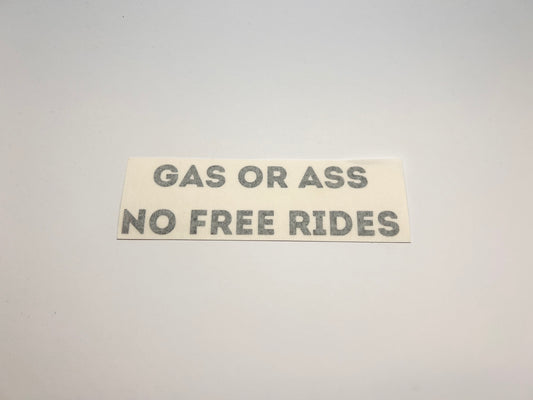 GAS OR ASS
NO FREE RIDES